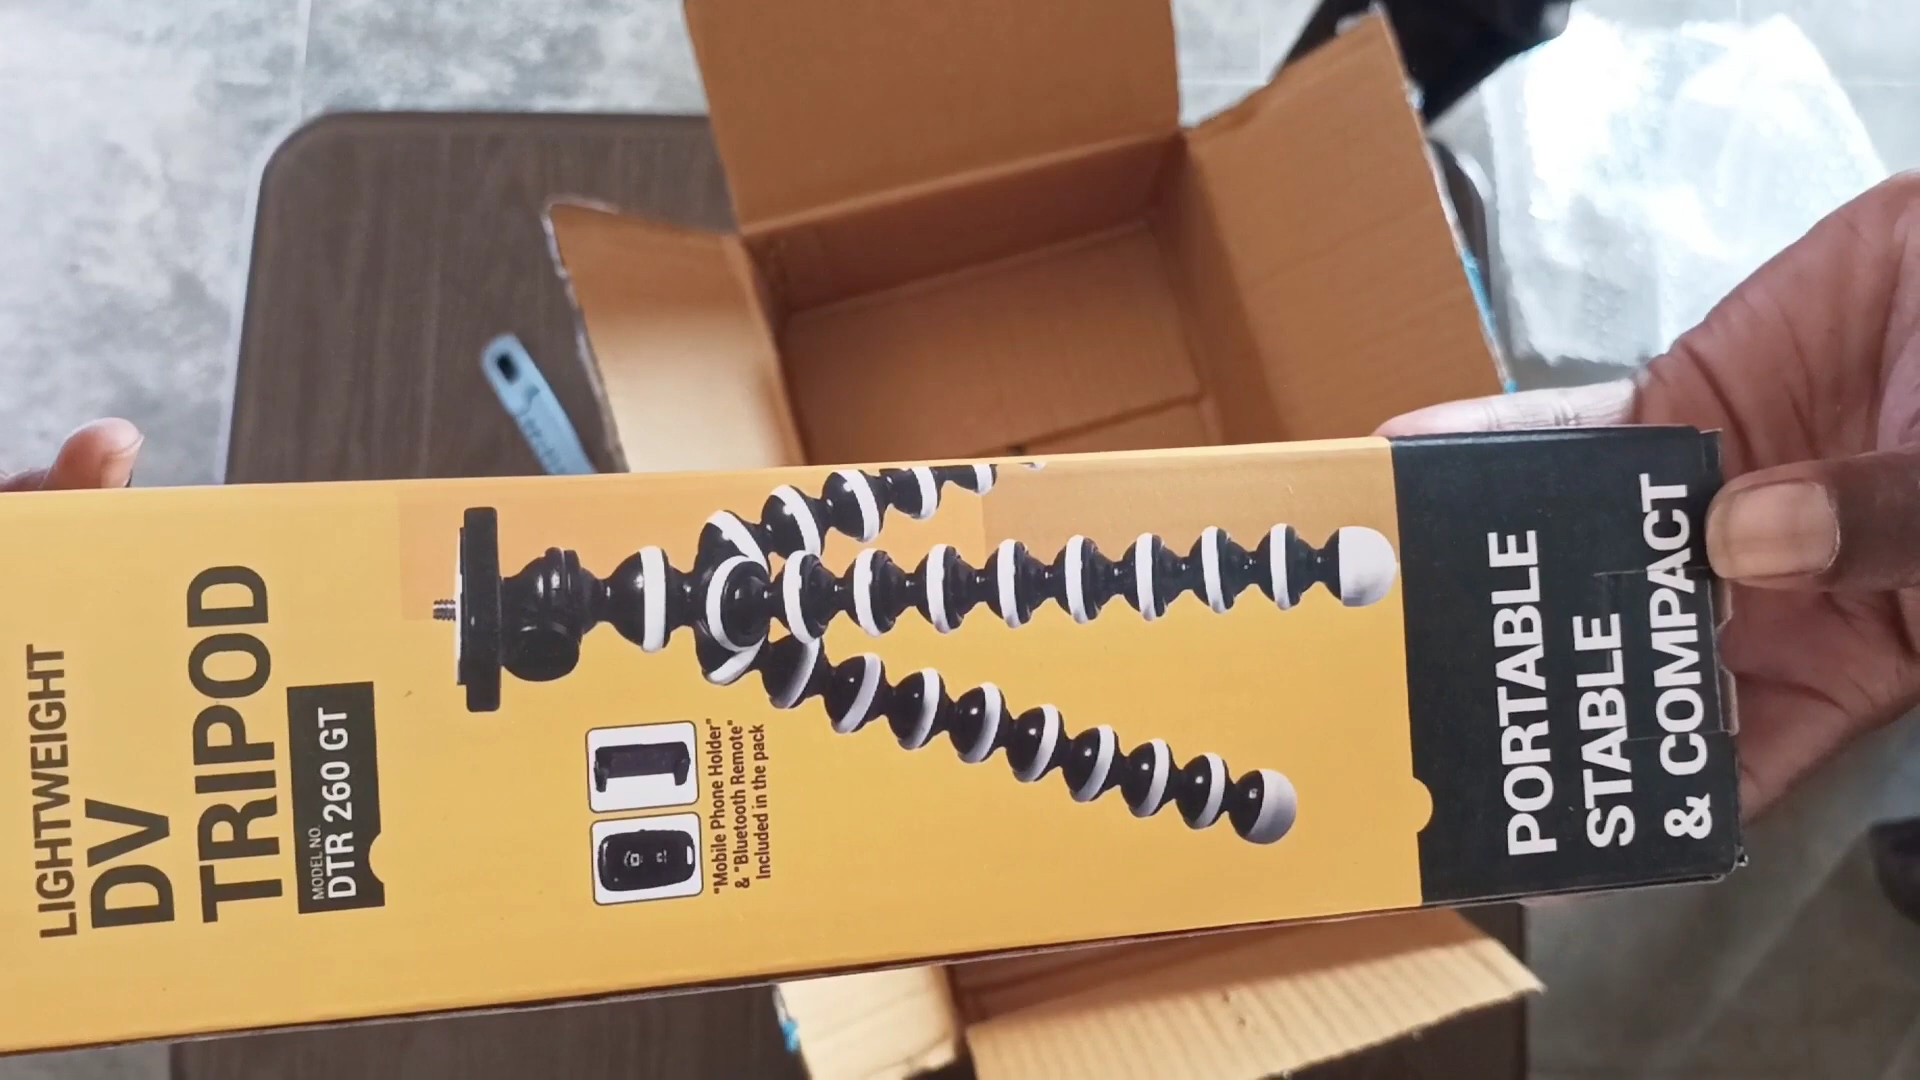 LIGHTWEIGHT
DV
TRIPOD
MODEL NO.
DTR 260 GT
"Mobile Phone Holder"
& "Bluetooth Remote"
Included in the pack
PORTABLE
STABLE
& COMPACT